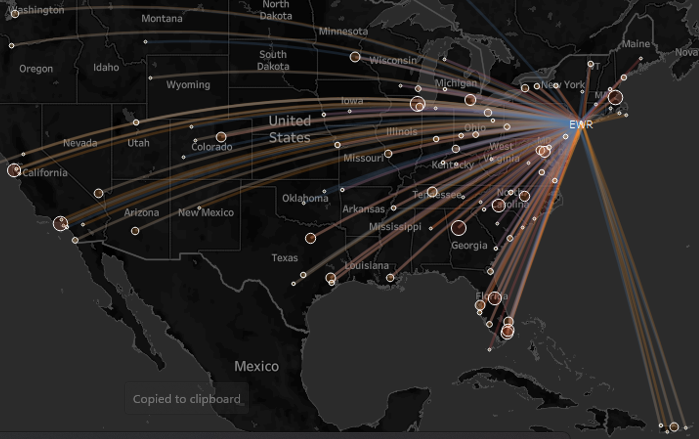 Washington
Montana
North
Dakota
Minnesota
Maine
Oregon
Idaho
South
Dakota
Wisconsin
VT
Wyoming
Michigan
New York
Iowa
United
States
EWR
Nevada
Utah
Illinois
Ohio
California
Colorado
Missouri
West
Virginia
Kentucky
Oklahoma
Tennessee
North
Carolina
Arizona
New Mexico
Arkansas
Mississippi
Georgia
Texas
Louisiana
Florida
Mexico
Copied to clipboard